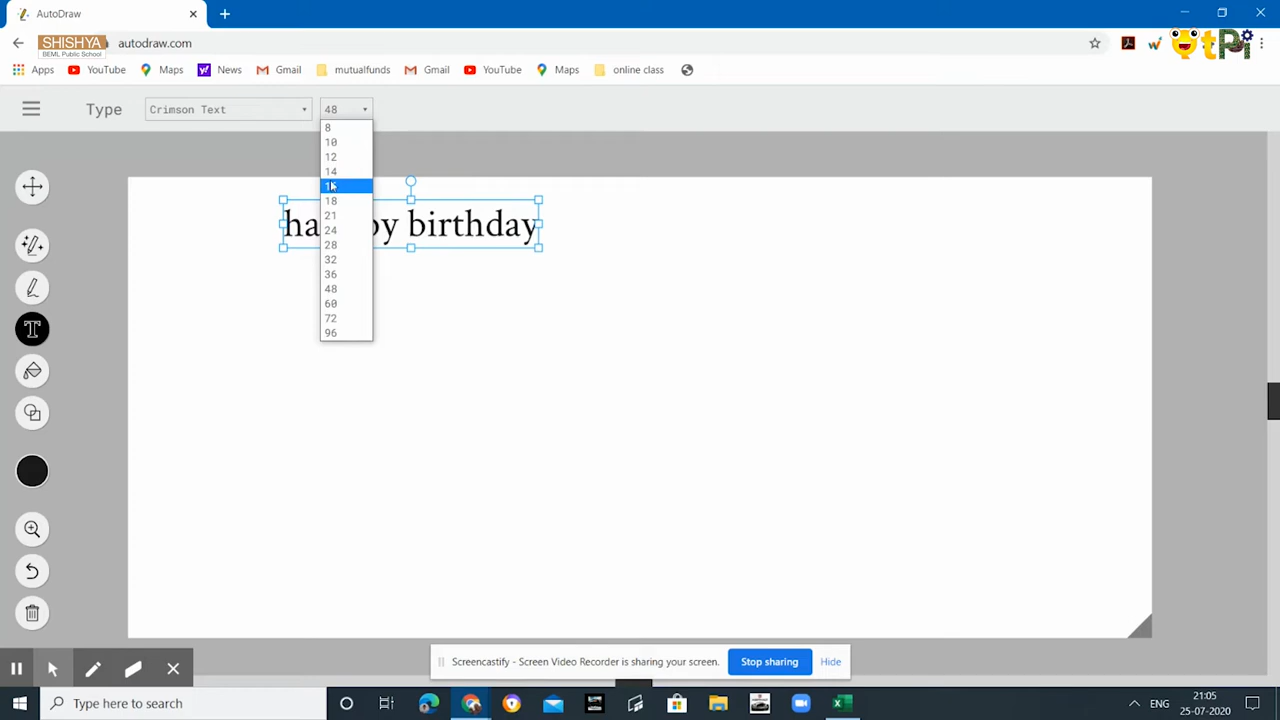 AutoDraw
SHISHYA
BEML Public School
autodraw.com
OtPi
Apps YouTube Maps News Gmail mutualfunds Gmail YouTube Maps online class
Type Crimson Text 48
8
10
12
14
18
21
24
28
32
36
48
60
72
96
birthday
Screencastify - Screen Video Recorder is sharing your screen. Stop sharing Hide
Type here to search
ENG
21:05
25-07-2020